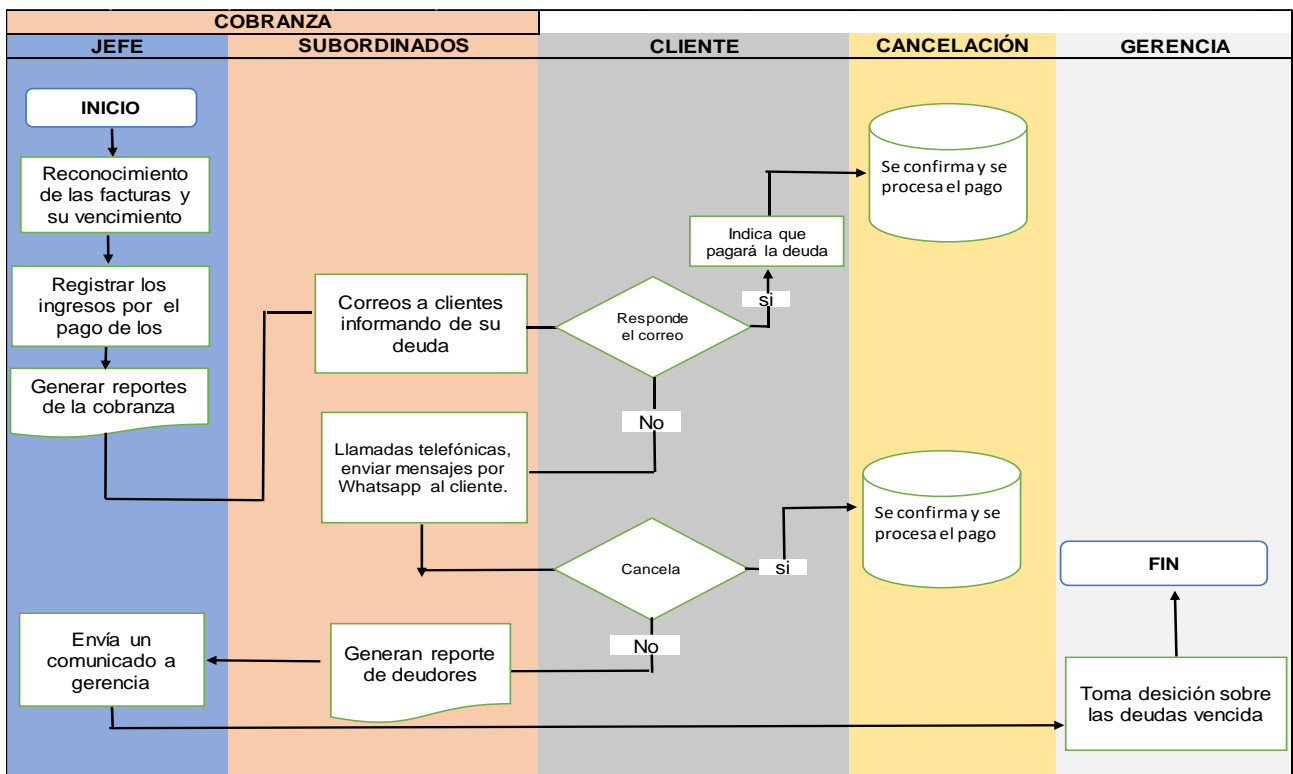 COBRANZA
JEFE
SUBORDINADOS
CLIENTE
CANCELACIÓN
GERENCIA
INICIO
Reconocimiento
de las facturas y
su vencimiento
Registrar los
ingresos por el
pago de los
Generar reportes
de la cobranza
Correos a clientes
informando de su
deuda
Responde
el correo
si
Indica que
pagará la deuda
Se confirma y se
procesa el pago
No
Llamadas telefónicas,
enviar mensajes por
Whatsapp al cliente.
Cancela
si
Se confirma y se
procesa el pago
No
Generan reporte
de deudores
Envía un
comunicado a
gerencia
Toma desición sobre
las deudas vencida
FIN